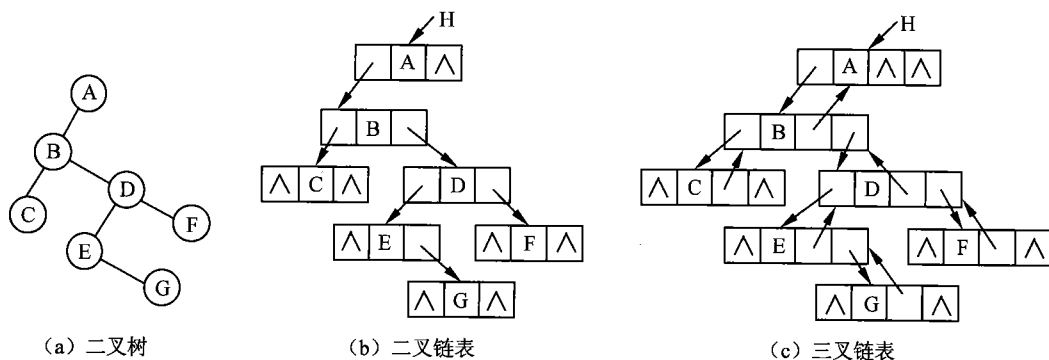 H
H
A
A ∧
A ∧ ∧
B
B
B
C
D
F
E
G
∧ C ∧
D
∧ E
∧ F ∧
∧ G ∧
∧ C ∧
D
∧ E
∧ F ∧
∧ G ∧
(a) 二叉树
(b) 二叉链表
(c) 三叉链表